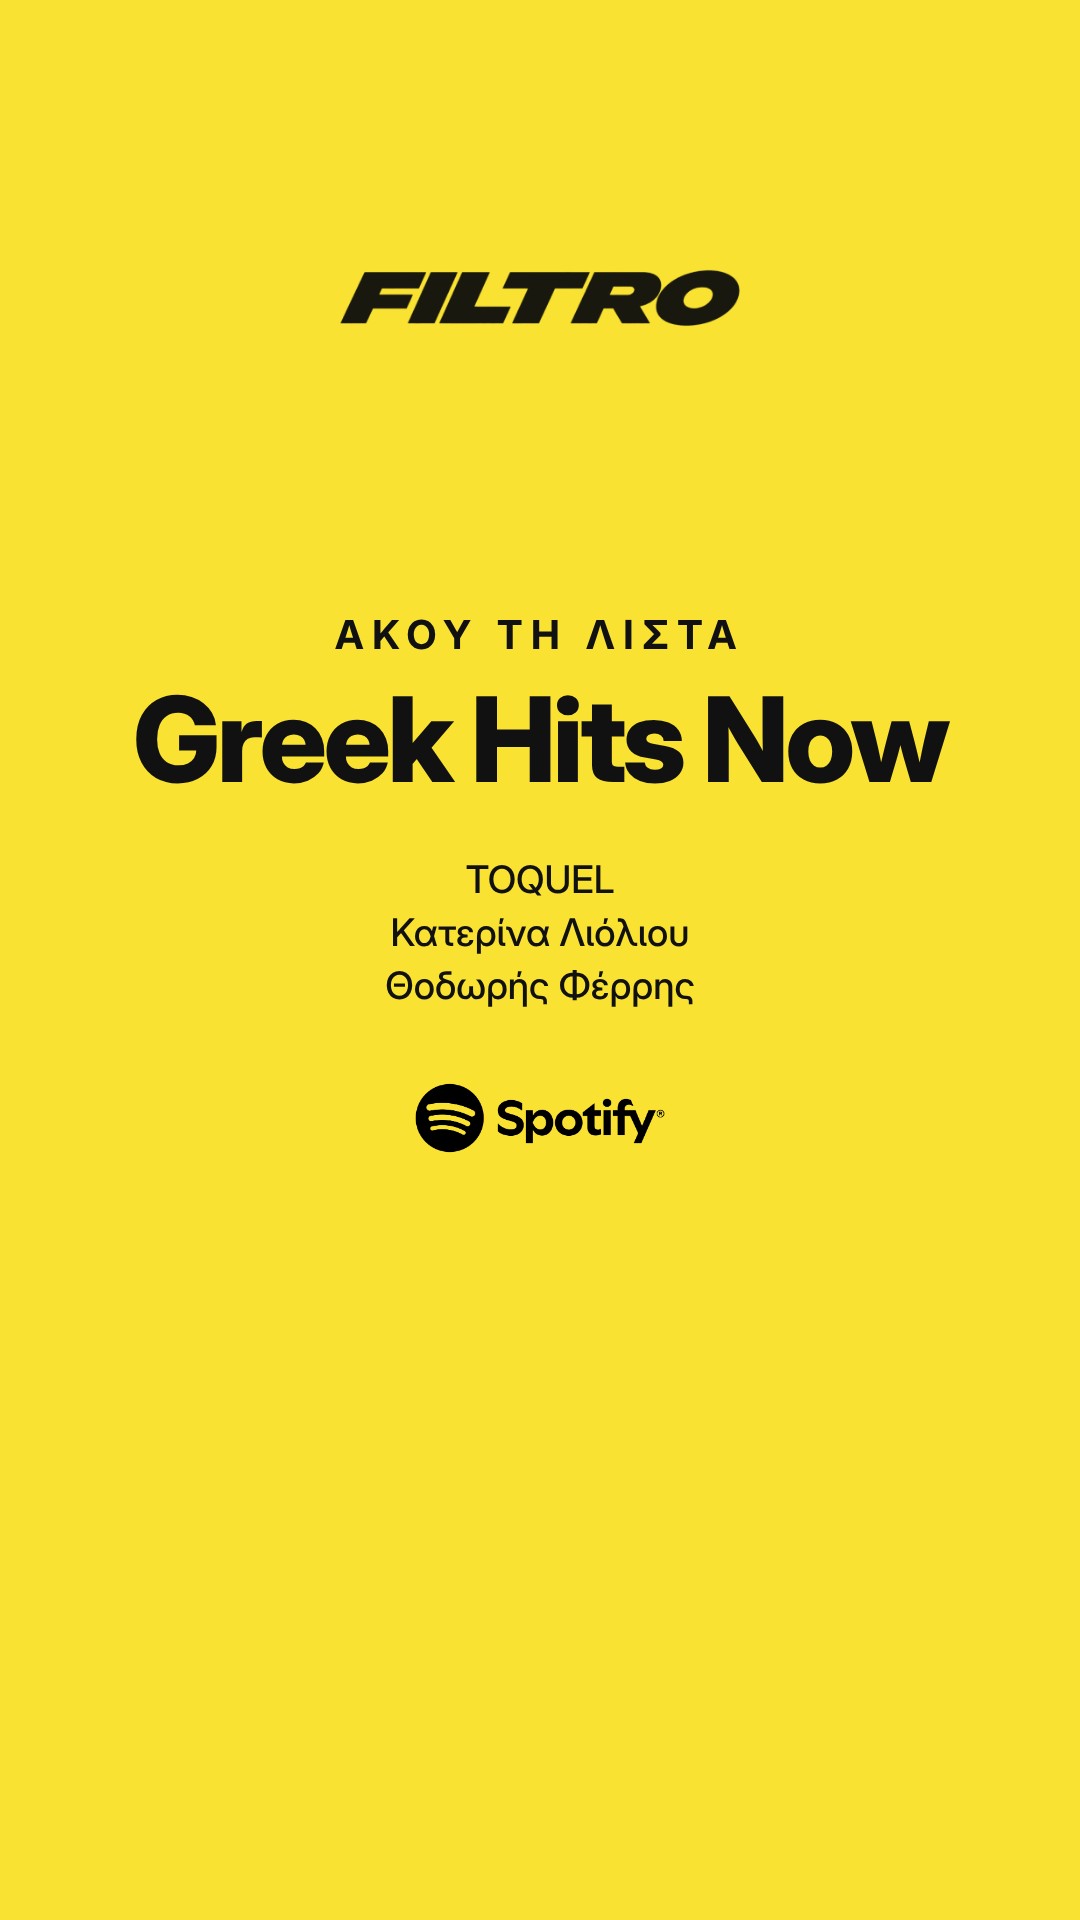 FILTRO
ΑΚΟΥ ΤΗ ΛΙΣΤΑ
Greek Hits Now
TOQUEL
Κατερίνα Λιόλιου
Θοδωρής Φέρρης
Spotify®